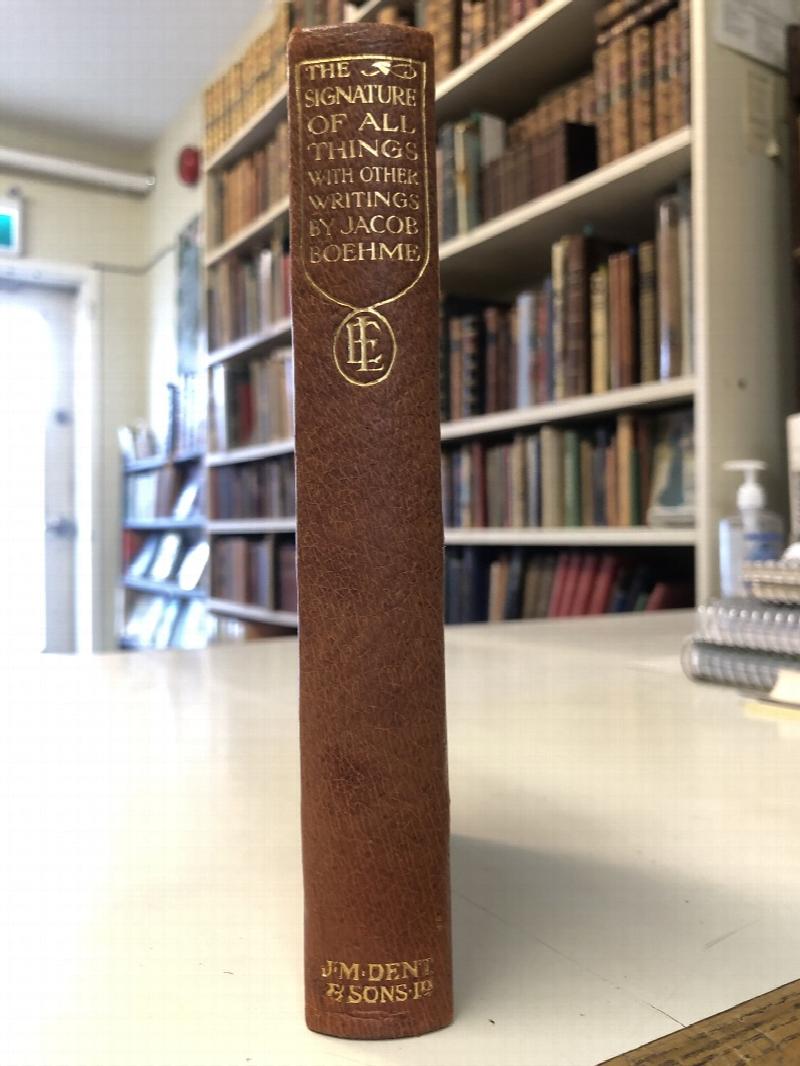 THE
SIGNATURE
OF ALL
THINGS
WITH OTHER
WRITINGS
BY JACOB
BOEHME
EL
J·M·DENT
& SONS·LD